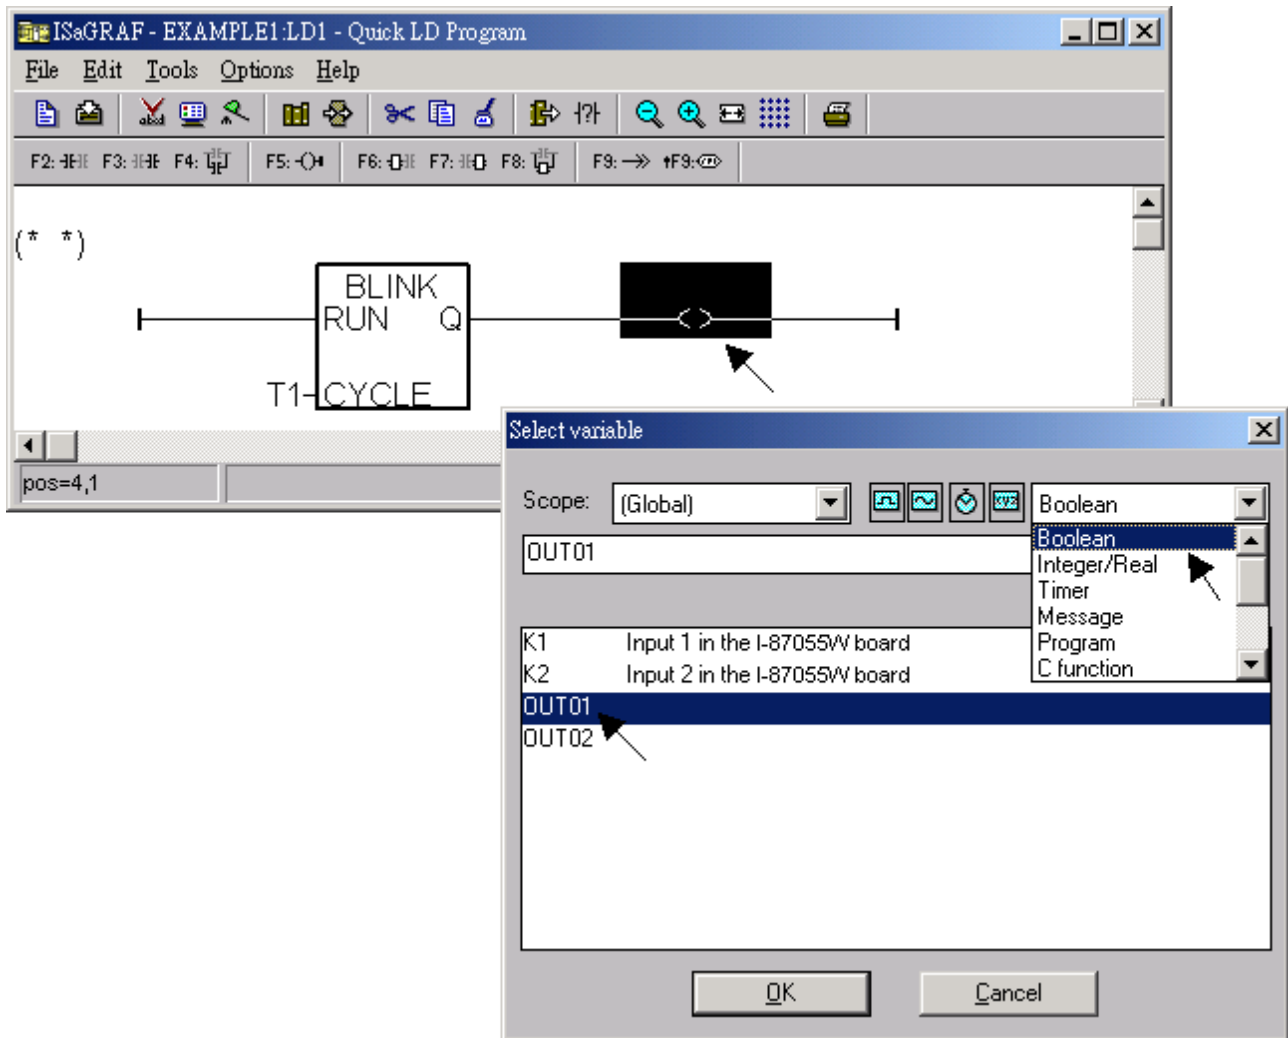 ISaGRAF - EXAMPLE1:LD1 - Quick LD Program
File Edit Tools Options Help
F2: F3: F4: F5: F6: F7: F8: F9: F9:
(* *)
BLINK
RUN Q
T1 CYCLE
pos=4,1
Select variable
Scope: (Global) xyz Boolean
OUT01
Boolean
Integer/Real
Timer
Message
Program
C function
K1 Input 1 in the I-87055W board
K2 Input 2 in the I-87055W board
OUT01
OUT02
OK Cancel